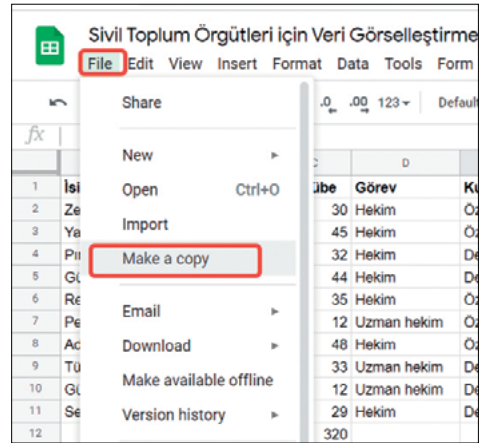 Sivil Toplum Örgütleri için Veri Görselleştirme
File Edit View Insert Format Data Tools Form
Share .0 .00 123 Default
fx
New
C D
1 İsi übe Görev Ku
Open Ctrl+O
2 Ze 30 Hekim Öz
Import
3 Ya 45 Hekim Öz
Make a copy
4 Pın 32 Hekim De
5 Gü 44 Hekim De
Email
6 Re 35 Hekim Öz
7 Pe 12 Uzman hekim Öz
Download
8 Ad 48 Hekim Öz
9 Tü 33 Uzman hekim De
Make available offline
10 Gü 12 Uzman hekim De
Version history
11 Se 29 Hekim De
12 320